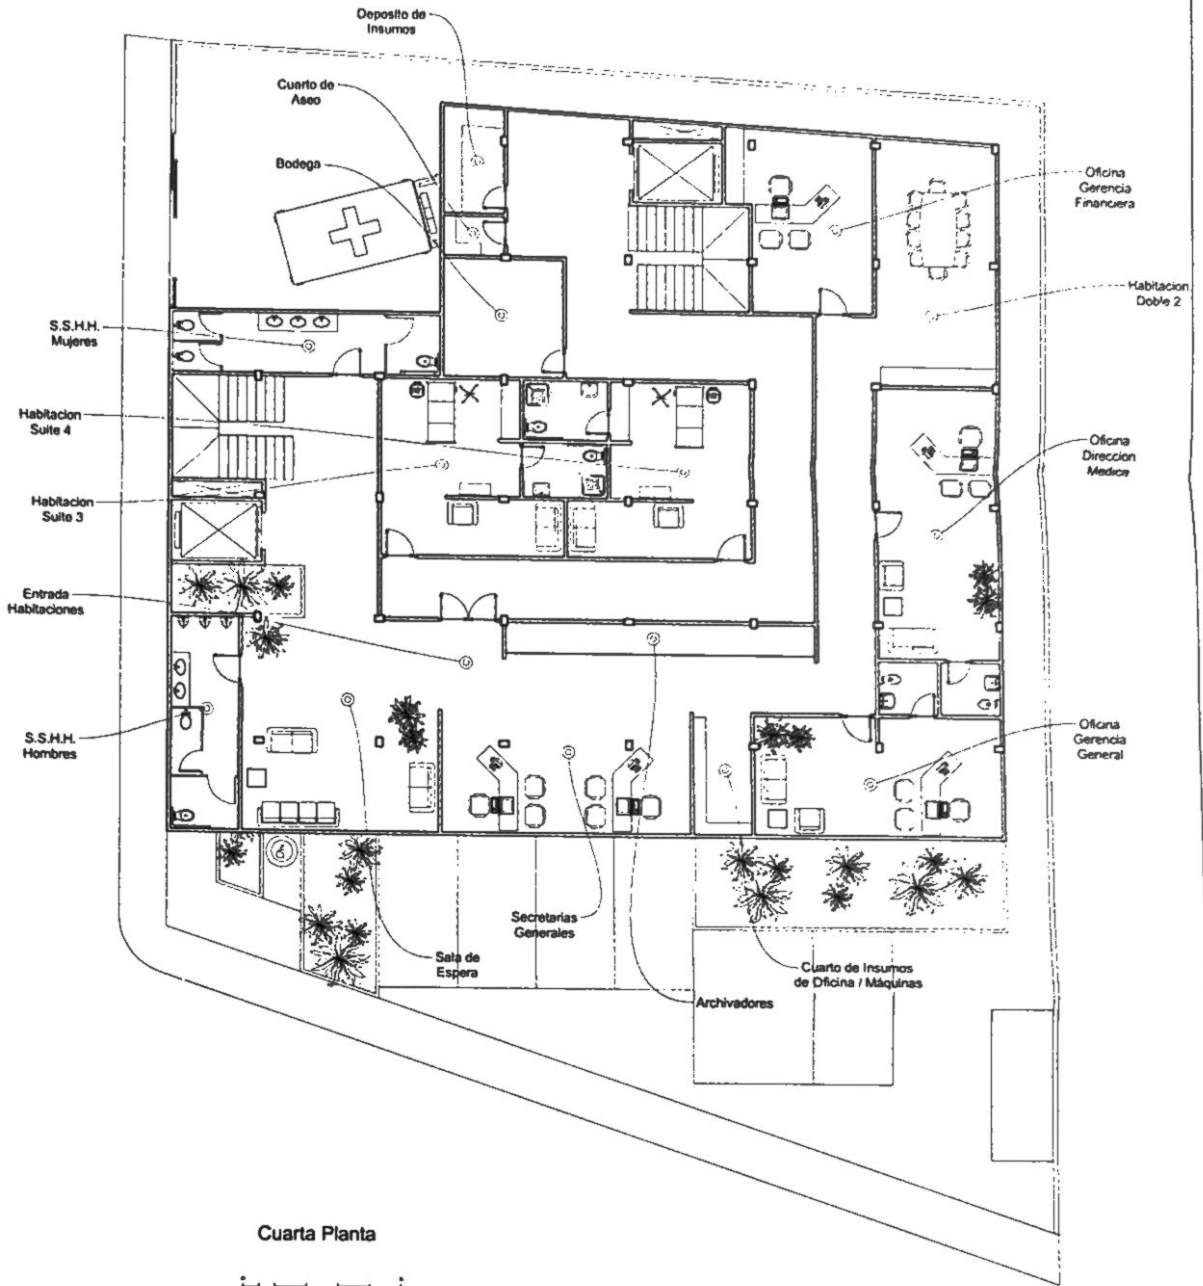 Deposito de
Insumos
Cuarto de
Aseo
Bodega
Oficina
Gerencia
Financiera
Habitacion
Doble 2
S.S.H.H.
Mujeres
Habitacion
Suite 4
Oficina
Direccion
Medica
Habitacion
Suite 3
Entrada
Habitaciones
S.S.H.H.
Hombres
Oficina
Gerencia
General
Secretarias
Generales
Sala de
Espera
Cuarto de Insumos
de Oficina / Máquinas
Archivadores
Cuarta Planta